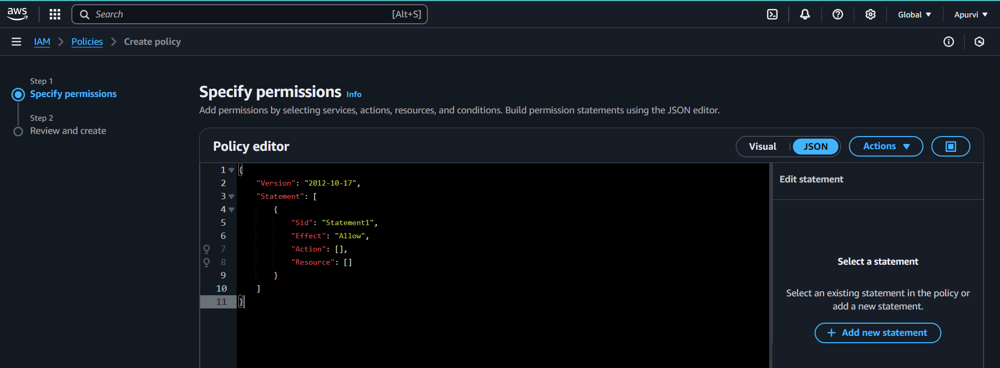 aws
Search [Alt+S]
Global
Apurvi
IAM > Policies > Create policy
Step 1
Specify permissions
Step 2
Review and create
Specify permissions Info
Add permissions by selecting services, actions, resources, and conditions. Build permission statements using the JSON editor.
Policy editor
Visual | JSON
Actions
1 {
2 "Version": "2012-10-17",
3 "Statement": [
4 {
5 "Sid": "Statement1",
6 "Effect": "Allow",
7 "Action": [],
8 "Resource": []
9 }
10 ]
11 }
Edit statement
Select a statement
Select an existing statement in the policy or
add a new statement.
+ Add new statement